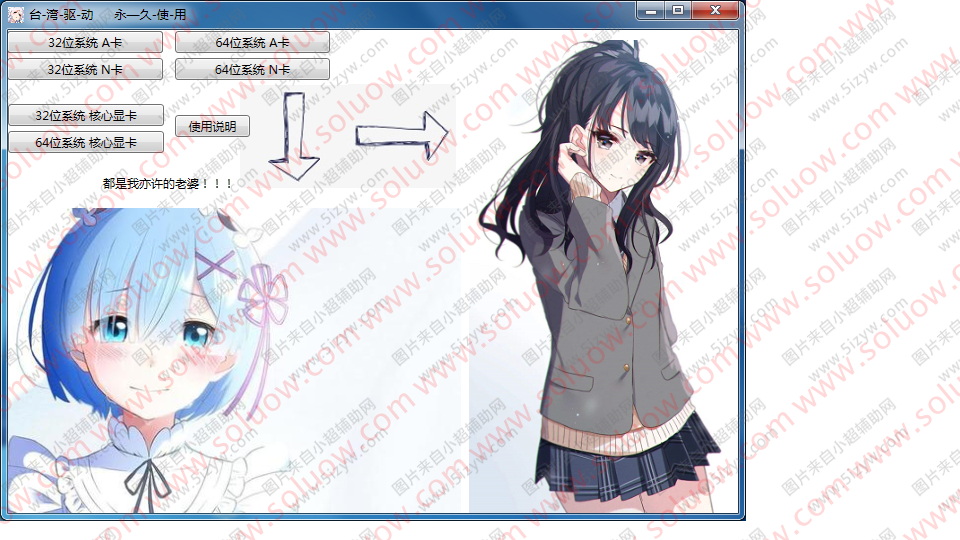 台-湾-驱-动 永—久-使-用
32位系统 A卡
64位系统 A卡
32位系统 N卡
64位系统 N卡
32位系统 核心显卡
使用说明
64位系统 核心显卡
都是我亦许的老婆！！！
图片来自小超辅助网
www.51zyw.com
www.soluow.com